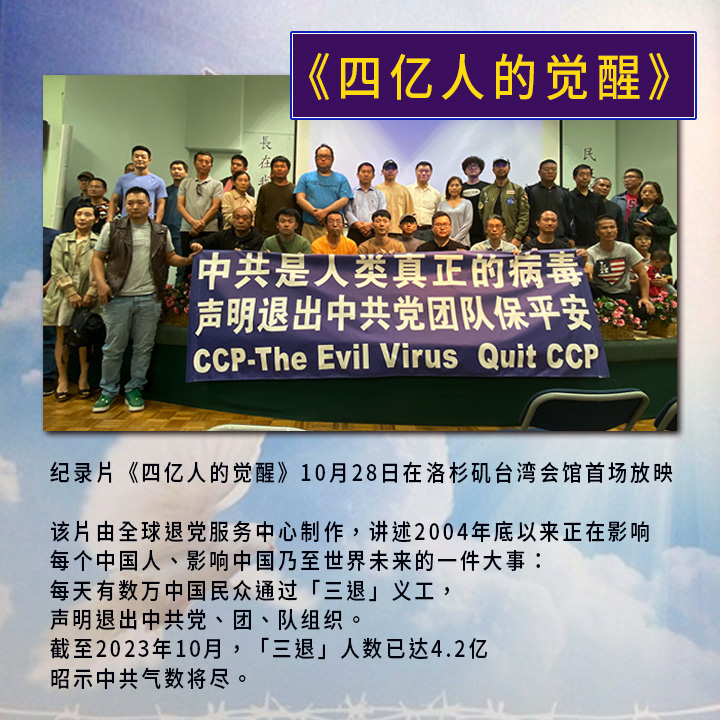 《四亿人的觉醒》
長在我
民
中共是人类真正的病毒
声明退出中共党团队保平安
CCP-The Evil Virus Quit CCP
LA
纪录片《四亿人的觉醒》10月28日在洛杉矶台湾会馆首场放映
该片由全球退党服务中心制作，讲述2004年底以来正在影响
每个中国人、影响中国乃至世界未来的一件大事：
每天有数万中国民众通过「三退」义工，
声明退出中共党、团、队组织。
截至2023年10月，「三退」人数已达4.2亿
昭示中共气数将尽。